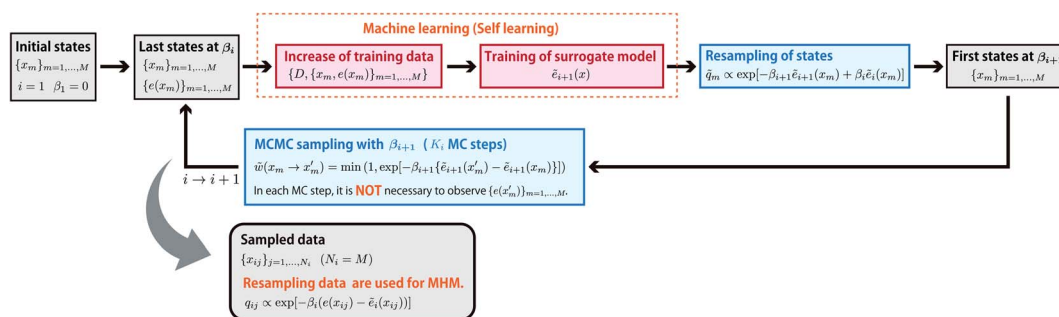 Machine learning (Self learning)
Initial states
{x_m}_{m=1,...,M}
i = 1 β_1 = 0
Last states at β_i
{x_m}_{m=1,...,M}
{e(x_m)}_{m=1,...,M}
Increase of training data
{D, {x_m, e(x_m)}_{m=1,...,M}}
Training of surrogate model
ẽ_{i+1}(x)
Resampling of states
q̃_m ∝ exp[−β_{i+1}ẽ_{i+1}(x_m) + β_iẽ_i(x_m)]
First states at β_{i+1}
{x_m}_{m=1,...,M}
MCMC sampling with β_{i+1} (K_i MC steps)
w̃(x_m → x′_m) = min (1, exp[−β_{i+1}{ẽ_{i+1}(x′_m) − ẽ_{i+1}(x_m)}])
In each MC step, it is NOT necessary to observe {e(x′_m)}_{m=1,...,M}.
i → i + 1
Sampled data
{x_{ij}}_{j=1,...,N_i} (N_i = M)
Resampling data are used for MHM.
q_{ij} ∝ exp[−β_i(e(x_{ij}) − ẽ_i(x_{ij}))]